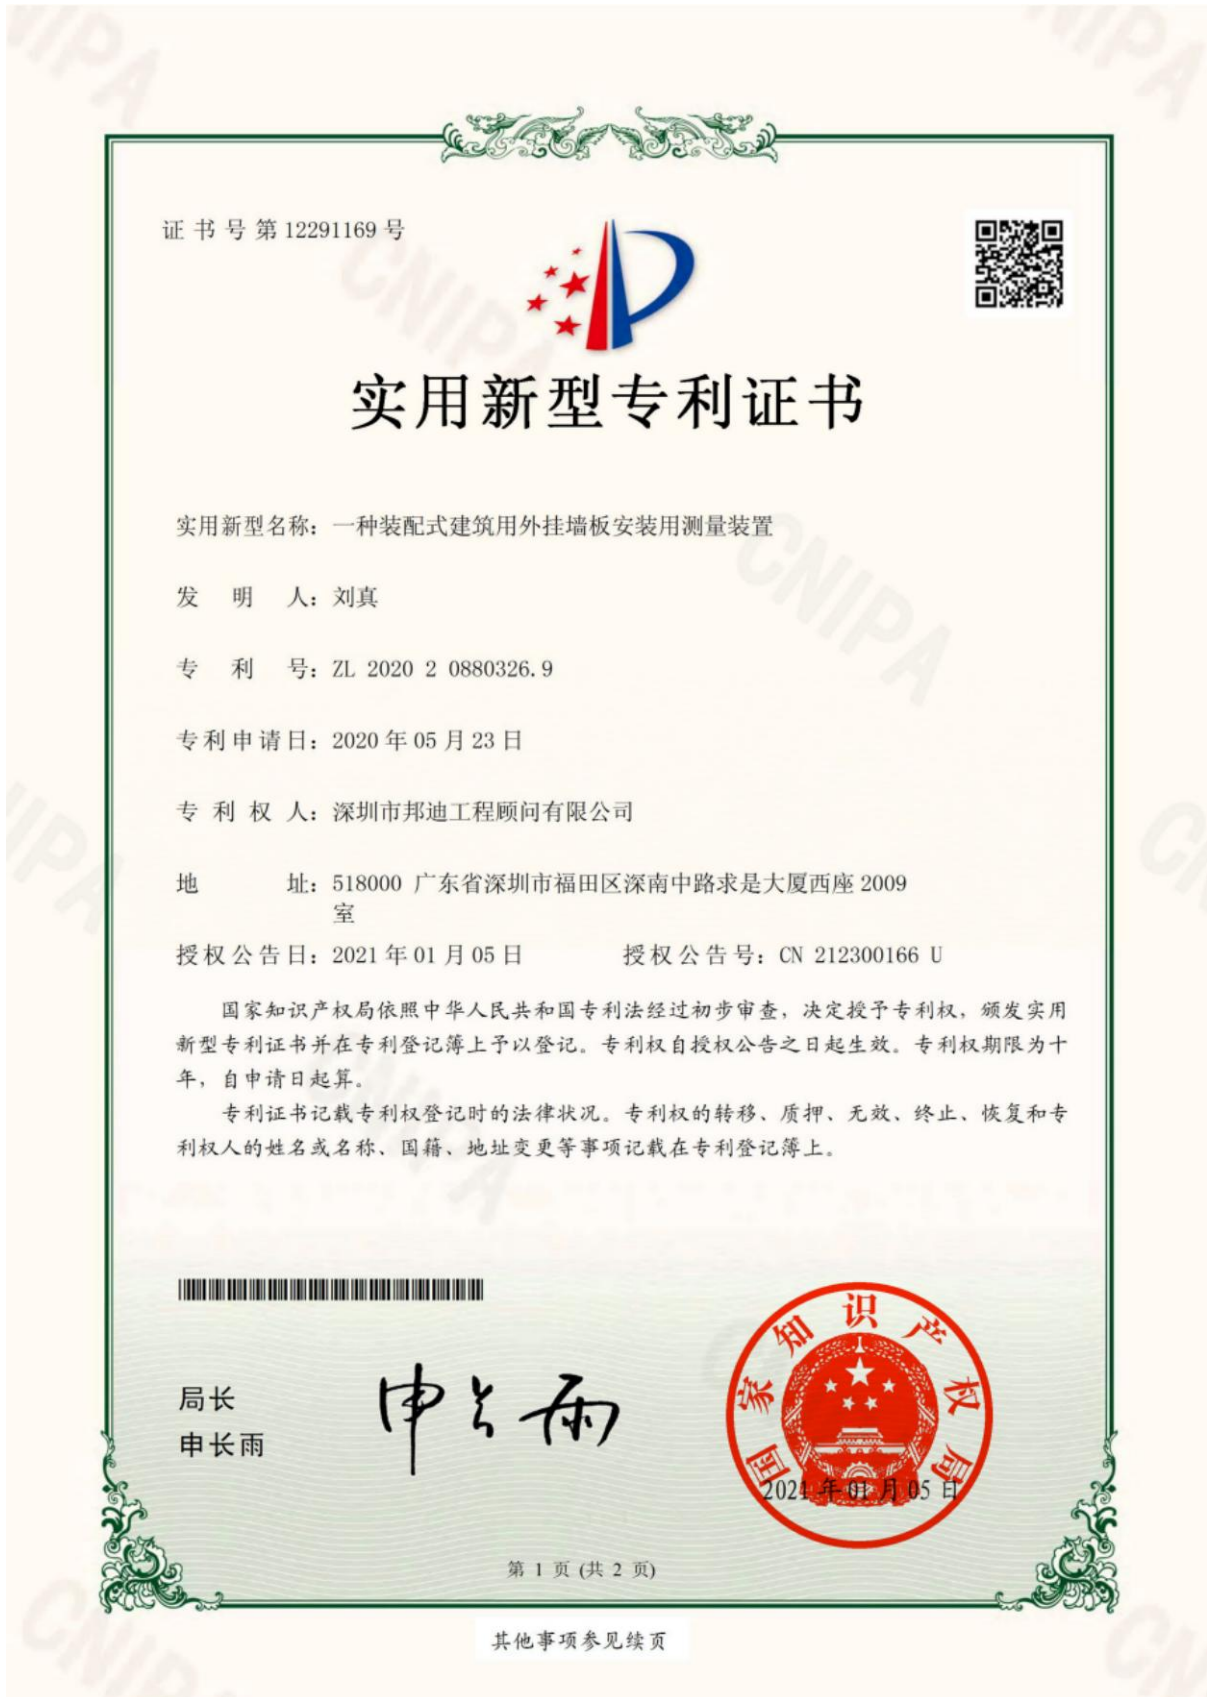 证书号第12291169号
实用新型专利证书
实用新型名称：一种装配式建筑用外挂墙板安装用测量装置
发明人：刘真
专利号：ZL 2020 2 0880326.9
专利申请日：2020年05月23日
专利权人：深圳市邦迪工程顾问有限公司
地址：518000 广东省深圳市福田区深南中路求是大厦西座2009
室
授权公告日：2021年01月05日 授权公告号：CN 212300166 U
国家知识产权局依照中华人民共和国专利法经过初步审查，决定授予专利权，颁发实用
新型专利证书并在专利登记簿上予以登记。专利权自授权公告之日起生效。专利权期限为十
年，自申请日起算。
专利证书记载专利权登记时的法律状况。专利权的转移、质押、无效、终止、恢复和专
利权人的姓名或名称、国籍、地址变更等事项记载在专利登记簿上。
局长
申长雨
申长雨
国家知识产权局
2021年01月05日
第 1 页 (共 2 页)
其他事项参见续页
CNIPA